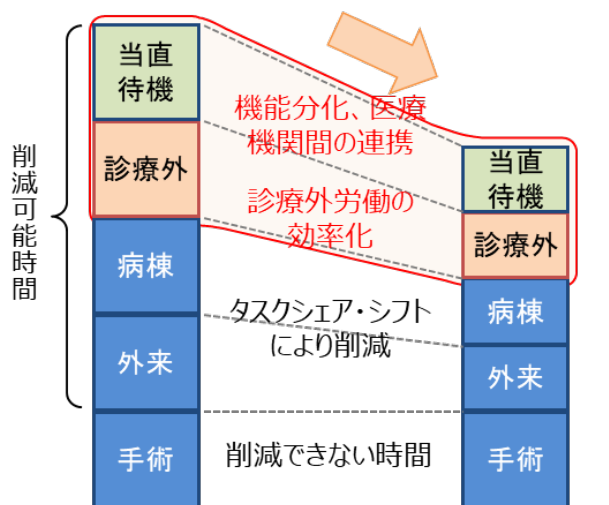 削減可能時間
当直
待機
診療外
病棟
外来
手術
機能分化、医療
機関間の連携
診療外労働の
効率化
タスクシェア・シフト
により削減
削減できない時間
当直
待機
診療外
病棟
外来
手術